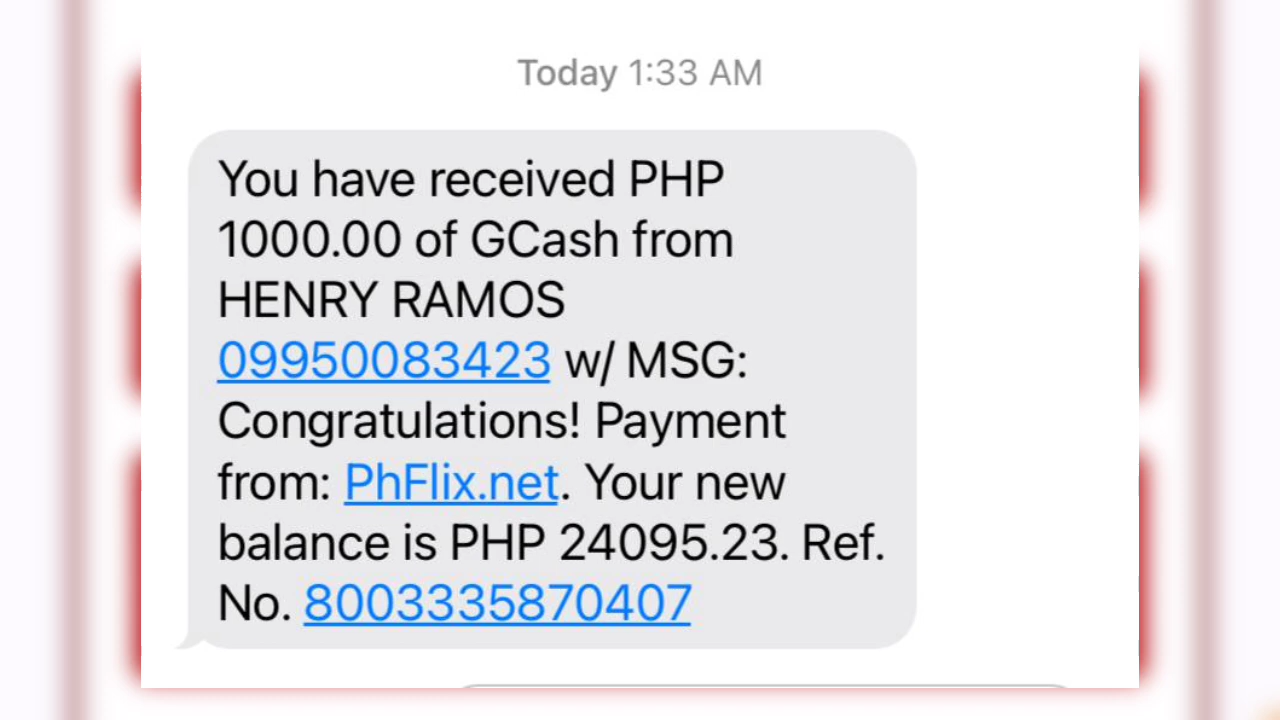 Today 1:33 AM
You have received PHP
1000.00 of GCash from
HENRY RAMOS
09950083423 w/ MSG:
Congratulations! Payment
from: PhFlix.net. Your new
balance is PHP 24095.23. Ref.
No. 8003335870407